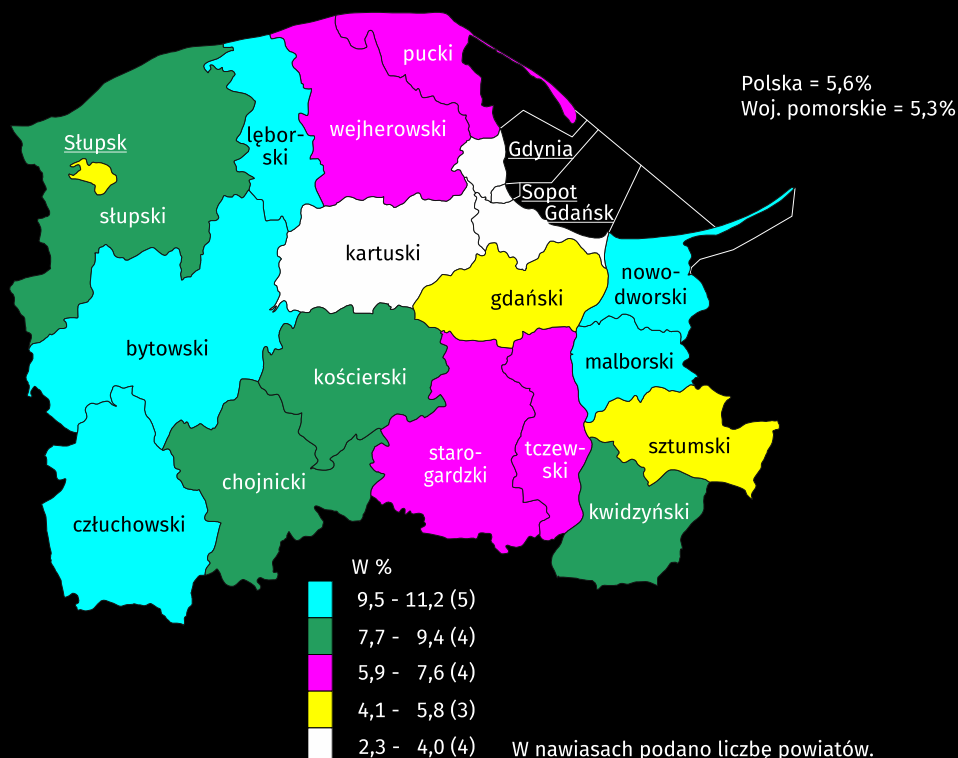 pucki
Polska = 5,6%
Woj. pomorskie = 5,3%
wejherowski
lębor-
ski
Słupsk
Gdynia
Sopot
Gdańsk
słupski
kartuski
nowo-
dworski
gdański
bytowski
malborski
kościerski
sztumski
staro-
gardzki
tczew-
ski
chojnicki
kwidzyński
człuchowski
W %
9,5 - 11,2 (5)
7,7 - 9,4 (4)
5,9 - 7,6 (4)
4,1 - 5,8 (3)
2,3 - 4,0 (4)
W nawiasach podano liczbę powiatów.